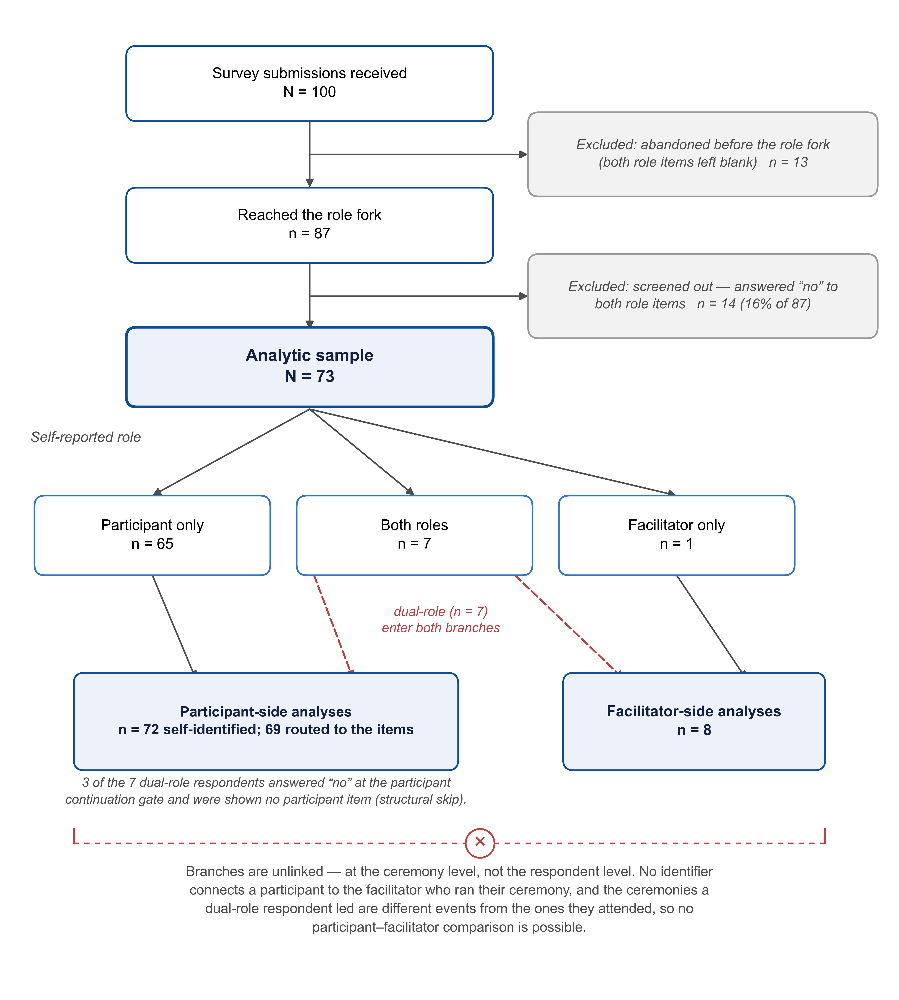 Survey submissions received
N = 100
Excluded: abandoned before the role fork
(both role items left blank)   n = 13
Reached the role fork
n = 87
Excluded: screened out — answered “no” to
both role items   n = 14 (16% of 87)
Analytic sample
N = 73
Self-reported role
Participant only
n = 65
Both roles
n = 7
Facilitator only
n = 1
dual-role (n = 7)
enter both branches
Participant-side analyses
n = 72 self-identified; 69 routed to the items
Facilitator-side analyses
n = 8
3 of the 7 dual-role respondents answered “no” at the participant
continuation gate and were shown no participant item (structural skip).
✕
Branches are unlinked — at the ceremony level, not the respondent level. No identifier
connects a participant to the facilitator who ran their ceremony, and the ceremonies a
dual-role respondent led are different events from the ones they attended, so no
participant–facilitator comparison is possible.